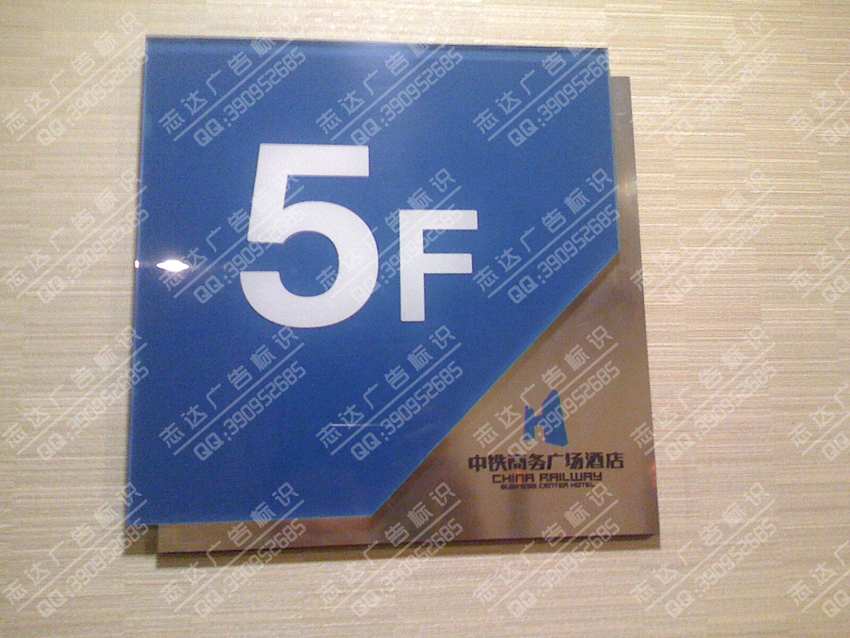 5F
中铁商务广场酒店
CHINA RAILWAY
BUSINESS CENTER HOTEL
志达广告标识
QQ:390952685